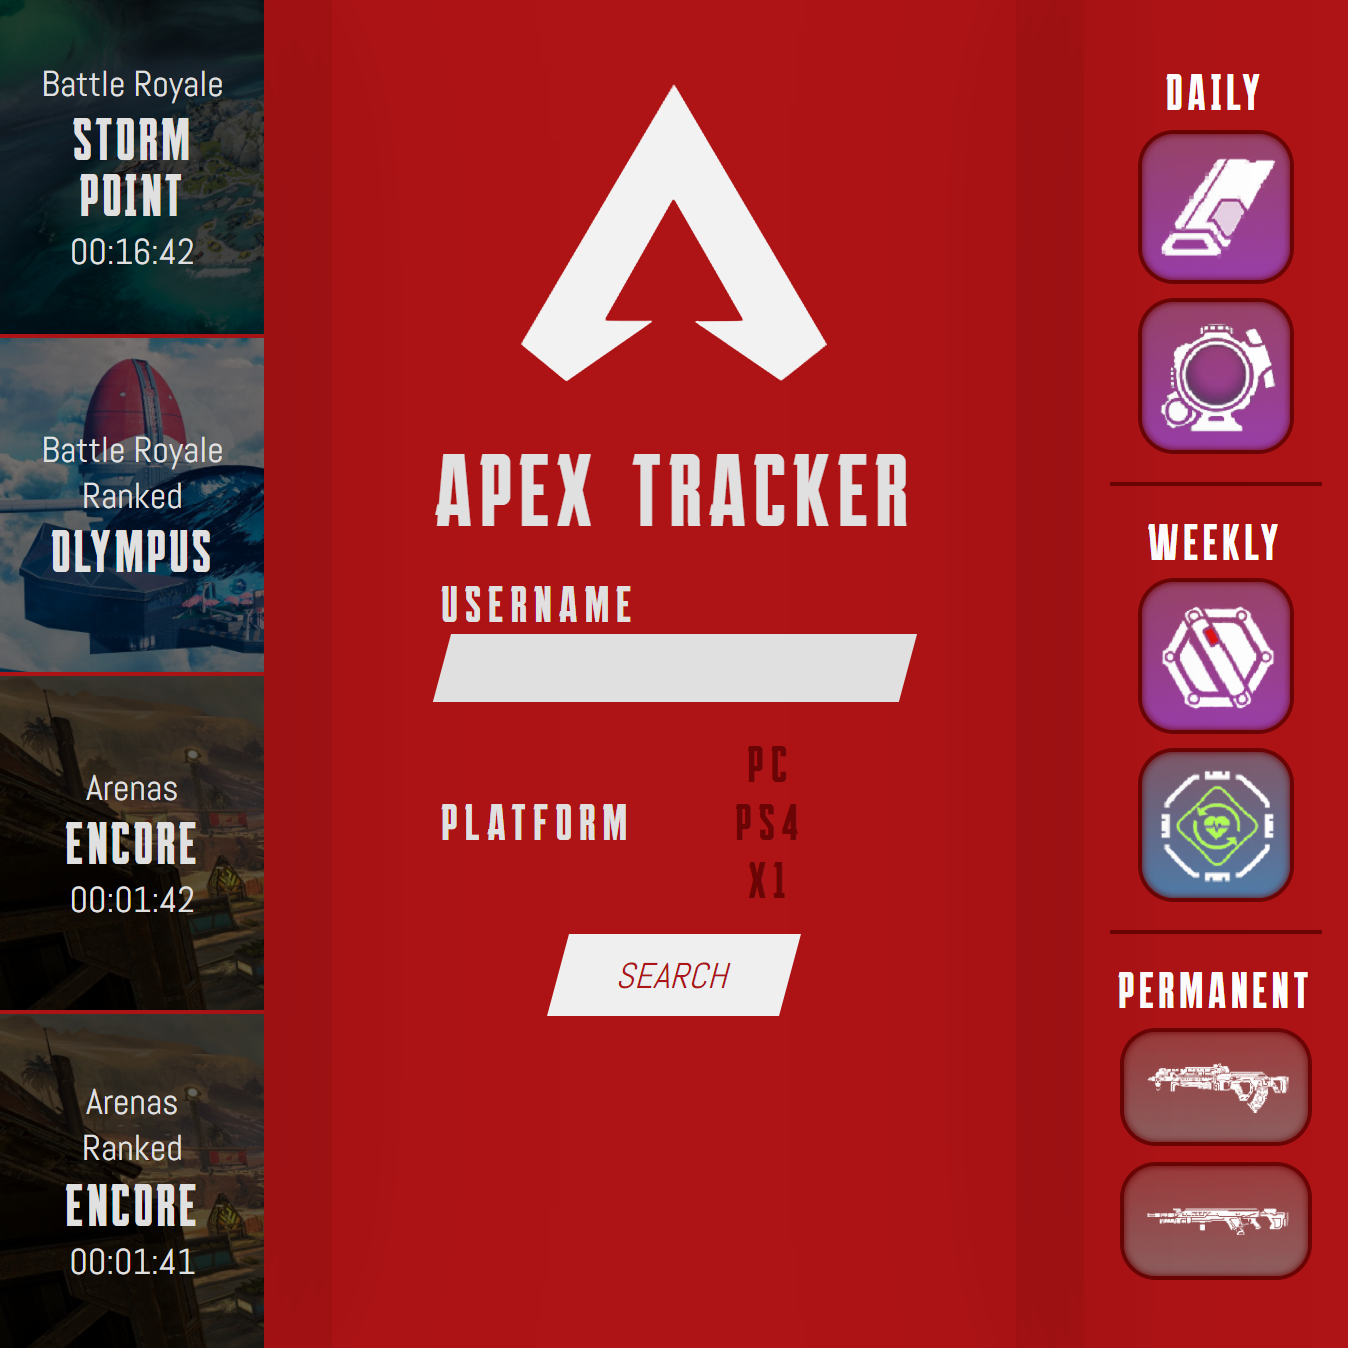 Battle Royale
STORM
POINT
00:16:42
Battle Royale
Ranked
OLYMPUS
Arenas
ENCORE
00:01:42
Arenas
Ranked
ENCORE
00:01:41
APEX TRACKER
USERNAME
PLATFORM
PC
PS4
X1
SEARCH
DAILY
WEEKLY
PERMANENT